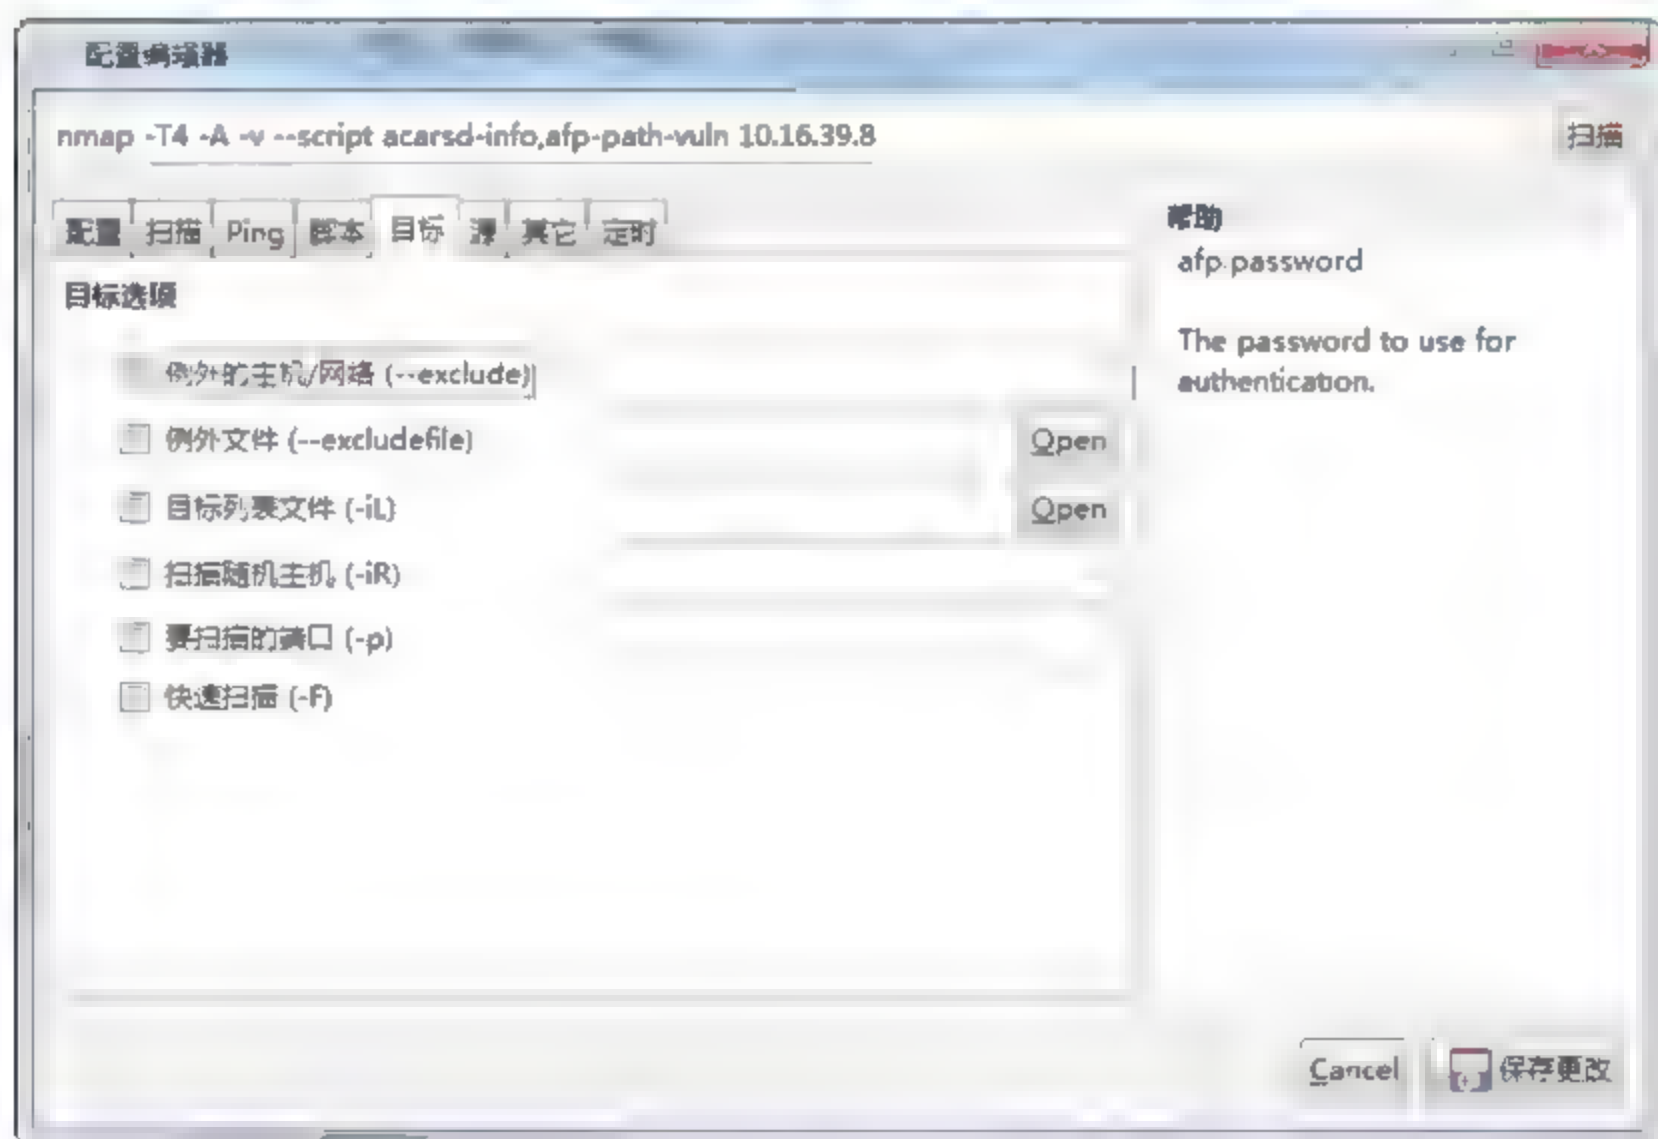 配置编辑器
nmap -T4 -A -v --script acarsd-info,afp-path-vuln 10.16.39.8
扫描
配置 扫描 Ping 脚本 目标 源 其它 定时
帮助
afp.password
The password to use for
authentication.
目标选项
例外的主机/网络 (--exclude)
例外文件 (--excludefile)
Open
目标列表文件 (-iL)
Open
扫描随机主机 (-iR)
要扫描的端口 (-p)
快速扫描 (-F)
Cancel
保存更改